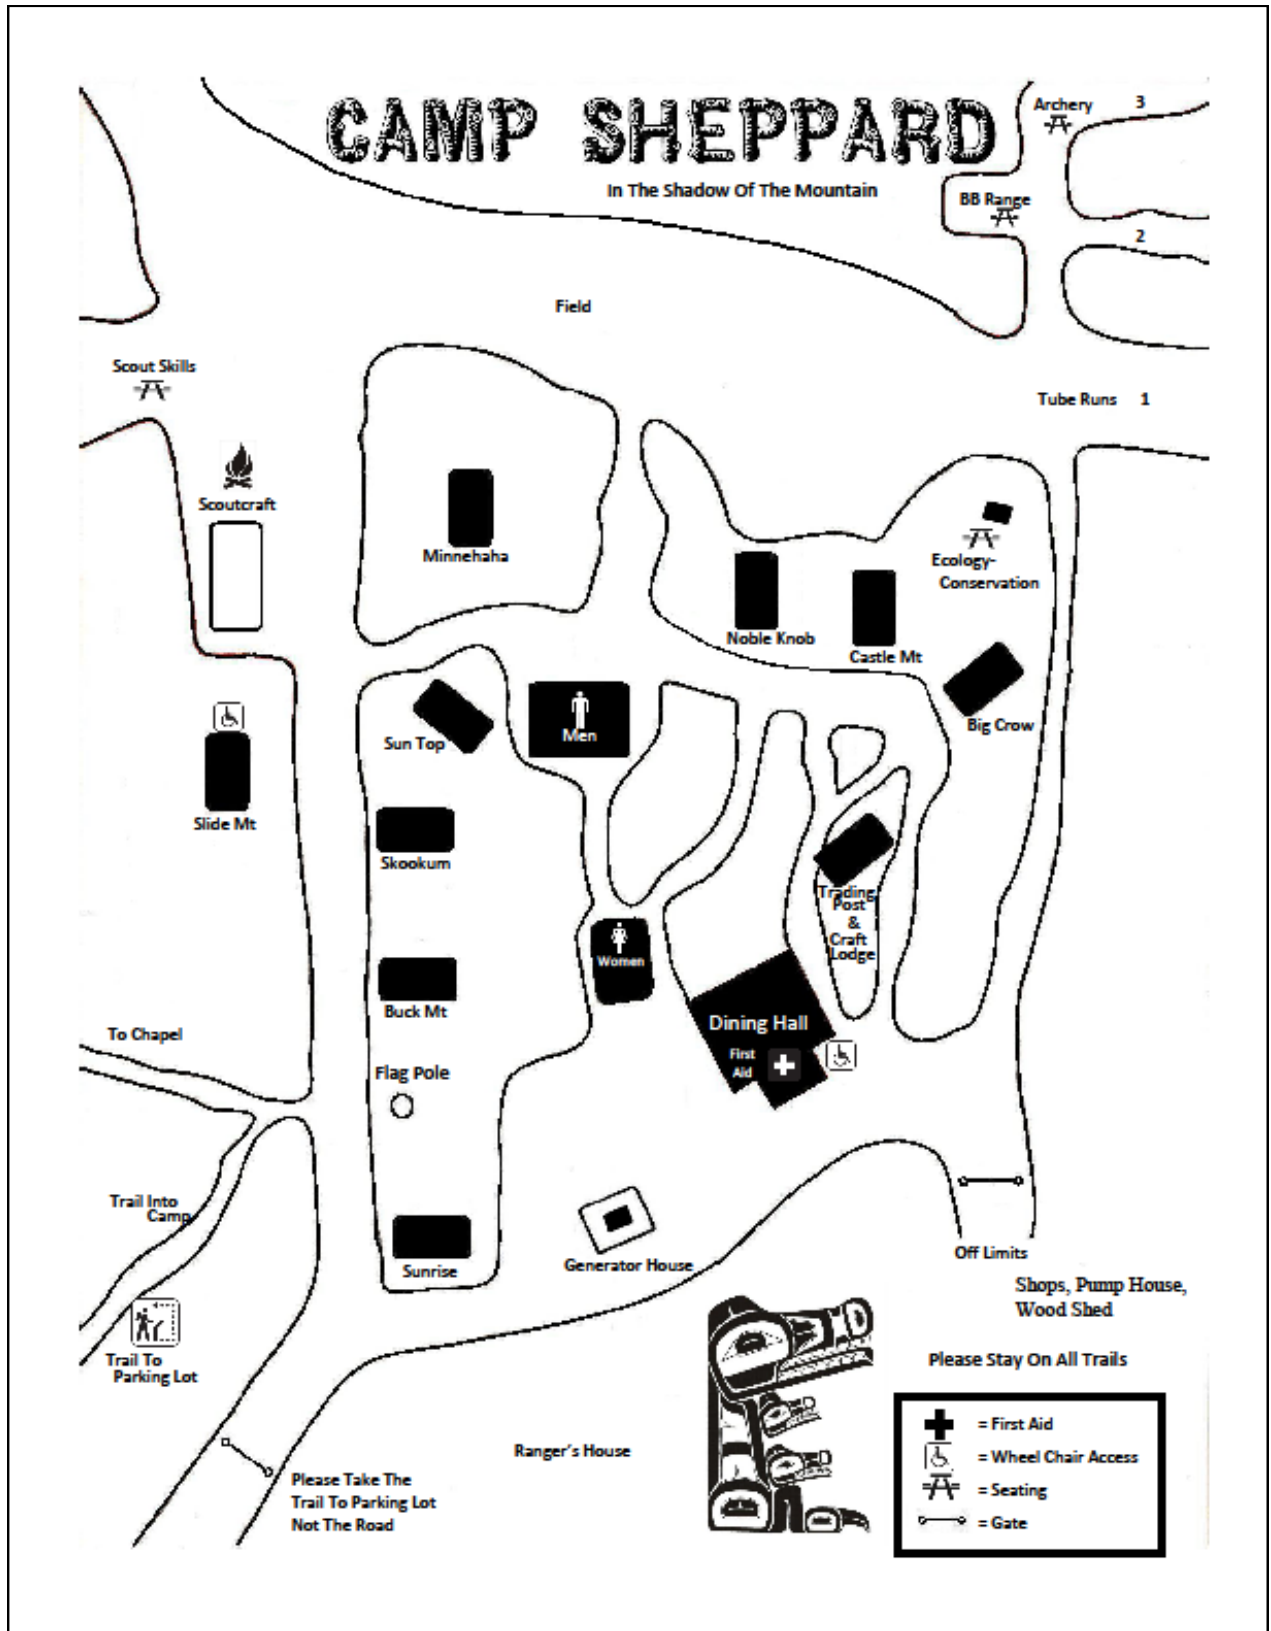 CAMP SHEPPARD
In The Shadow Of The Mountain
Archery
3
BB Range
2
Field
Scout Skills
Tube Runs 1
Scoutcraft
Minnehaha
Ecology-
Conservation
Noble Knob
Castle Mt
Big Crow
Sun Top
Men
Slide Mt
Skookum
Trading
Post
&
Craft
Lodge
Women
Buck Mt
Dining Hall
First
Aid
To Chapel
Flag Pole
Trail Into
Camp
Sunrise
Generator House
Off Limits
Shops, Pump House,
Wood Shed
Trail To
Parking Lot
Please Stay On All Trails
Ranger's House
Please Take The
Trail To Parking Lot
Not The Road
= First Aid
= Wheel Chair Access
= Seating
= Gate